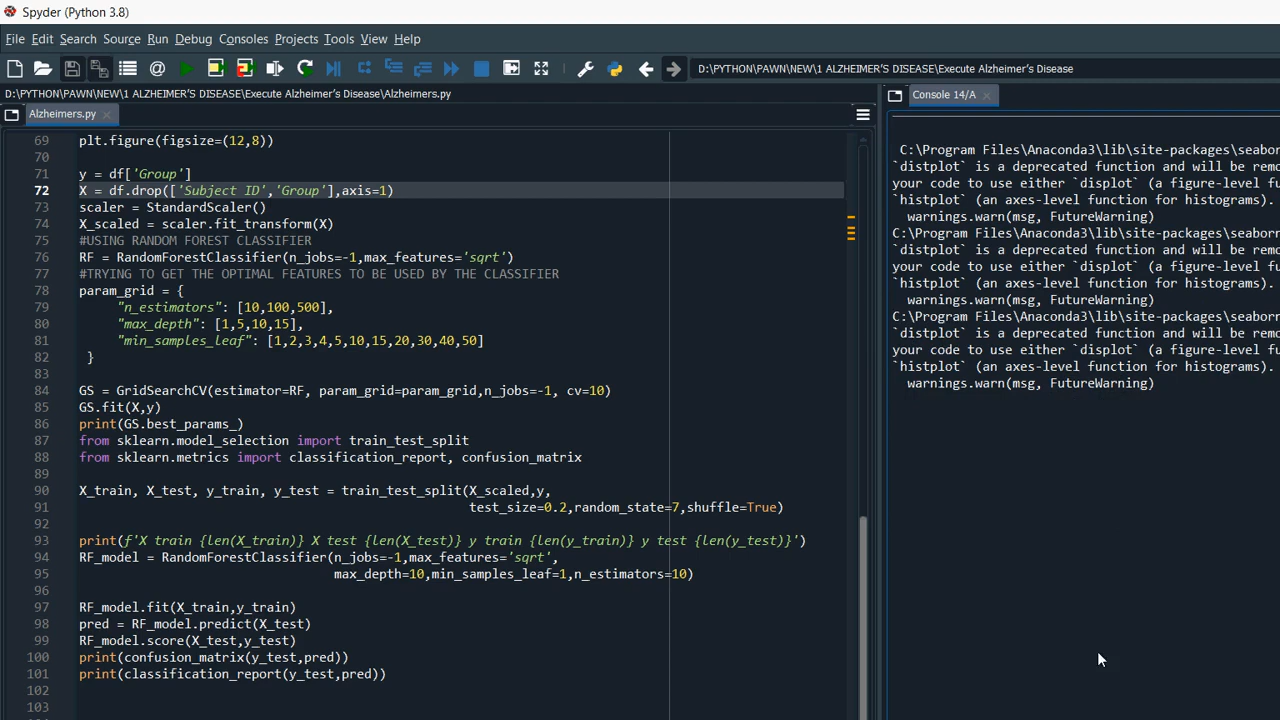 Spyder (Python 3.8)
File Edit Search Source Run Debug Consoles Projects Tools View Help
D:\PYTHON\PAWN\NEW\1 ALZHEIMER'S DISEASE\Execute Alzheimer's Disease
D:\PYTHON\PAWN\NEW\1 ALZHEIMER'S DISEASE\Execute Alzheimer's Disease\Alzheimers.py
Alzheimers.py
69 plt.figure(figsize=(12,8))
70
71 y = df['Group']
72 X = df.drop(['Subject ID','Group'],axis=1)
73 scaler = StandardScaler()
74 X_scaled = scaler.fit_transform(X)
75 #USING RANDOM FOREST CLASSIFIER
76 RF = RandomForestClassifier(n_jobs=-1,max_features='sqrt')
77 #TRYING TO GET THE OPTIMAL FEATURES TO BE USED BY THE CLASSIFIER
78 param_grid = {
79 "n_estimators": [10,100,500],
80 "max_depth": [1,5,10,15],
81 "min_samples_leaf": [1,2,3,4,5,10,15,20,30,40,50]
82 }
83
84 GS = GridSearchCV(estimator=RF, param_grid=param_grid,n_jobs=-1, cv=10)
85 GS.fit(X,y)
86 print(GS.best_params_)
87 from sklearn.model_selection import train_test_split
88 from sklearn.metrics import classification_report, confusion_matrix
89
90 X_train, X_test, y_train, y_test = train_test_split(X_scaled,y,
91 test_size=0.2,random_state=7,shuffle=True)
92
93 print(f'X train {len(X_train)} X test {len(X_test)} y train {len(y_train)} y test {len(y_test)}')
94 RF_model = RandomForestClassifier(n_jobs=-1,max_features='sqrt',
95 max_depth=10,min_samples_leaf=1,n_estimators=10)
96
97 RF_model.fit(X_train,y_train)
98 pred = RF_model.predict(X_test)
99 RF_model.score(X_test,y_test)
100 print(confusion_matrix(y_test,pred))
101 print(classification_report(y_test,pred))
102
103
Console 14/A
C:\Program Files\Anaconda3\lib\site-packages\seabor
`distplot` is a deprecated function and will be rem
your code to use either `displot` (a figure-level f
`histplot` (an axes-level function for histograms).
warnings.warn(msg, FutureWarning)
C:\Program Files\Anaconda3\lib\site-packages\seabor
`distplot` is a deprecated function and will be rem
your code to use either `displot` (a figure-level f
`histplot` (an axes-level function for histograms).
warnings.warn(msg, FutureWarning)
C:\Program Files\Anaconda3\lib\site-packages\seabor
`distplot` is a deprecated function and will be rem
your code to use either `displot` (a figure-level f
`histplot` (an axes-level function for histograms).
warnings.warn(msg, FutureWarning)